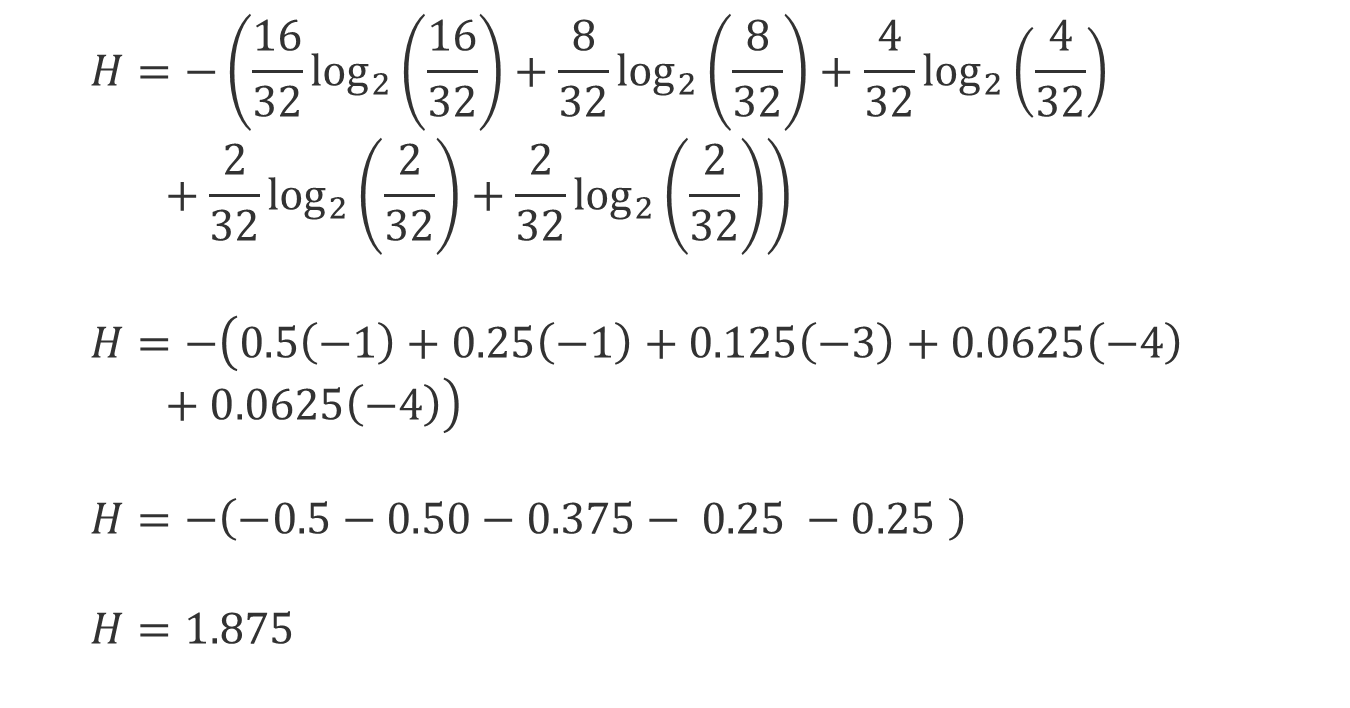 H = −(16/32 log₂(16/32) + 8/32 log₂(8/32) + 4/32 log₂(4/32)
+ 2/32 log₂(2/32) + 2/32 log₂(2/32))
H = −(0.5(−1) + 0.25(−1) + 0.125(−3) + 0.0625(−4)
+ 0.0625(−4))
H = −(−0.5 − 0.50 − 0.375 − 0.25 − 0.25 )
H = 1.875